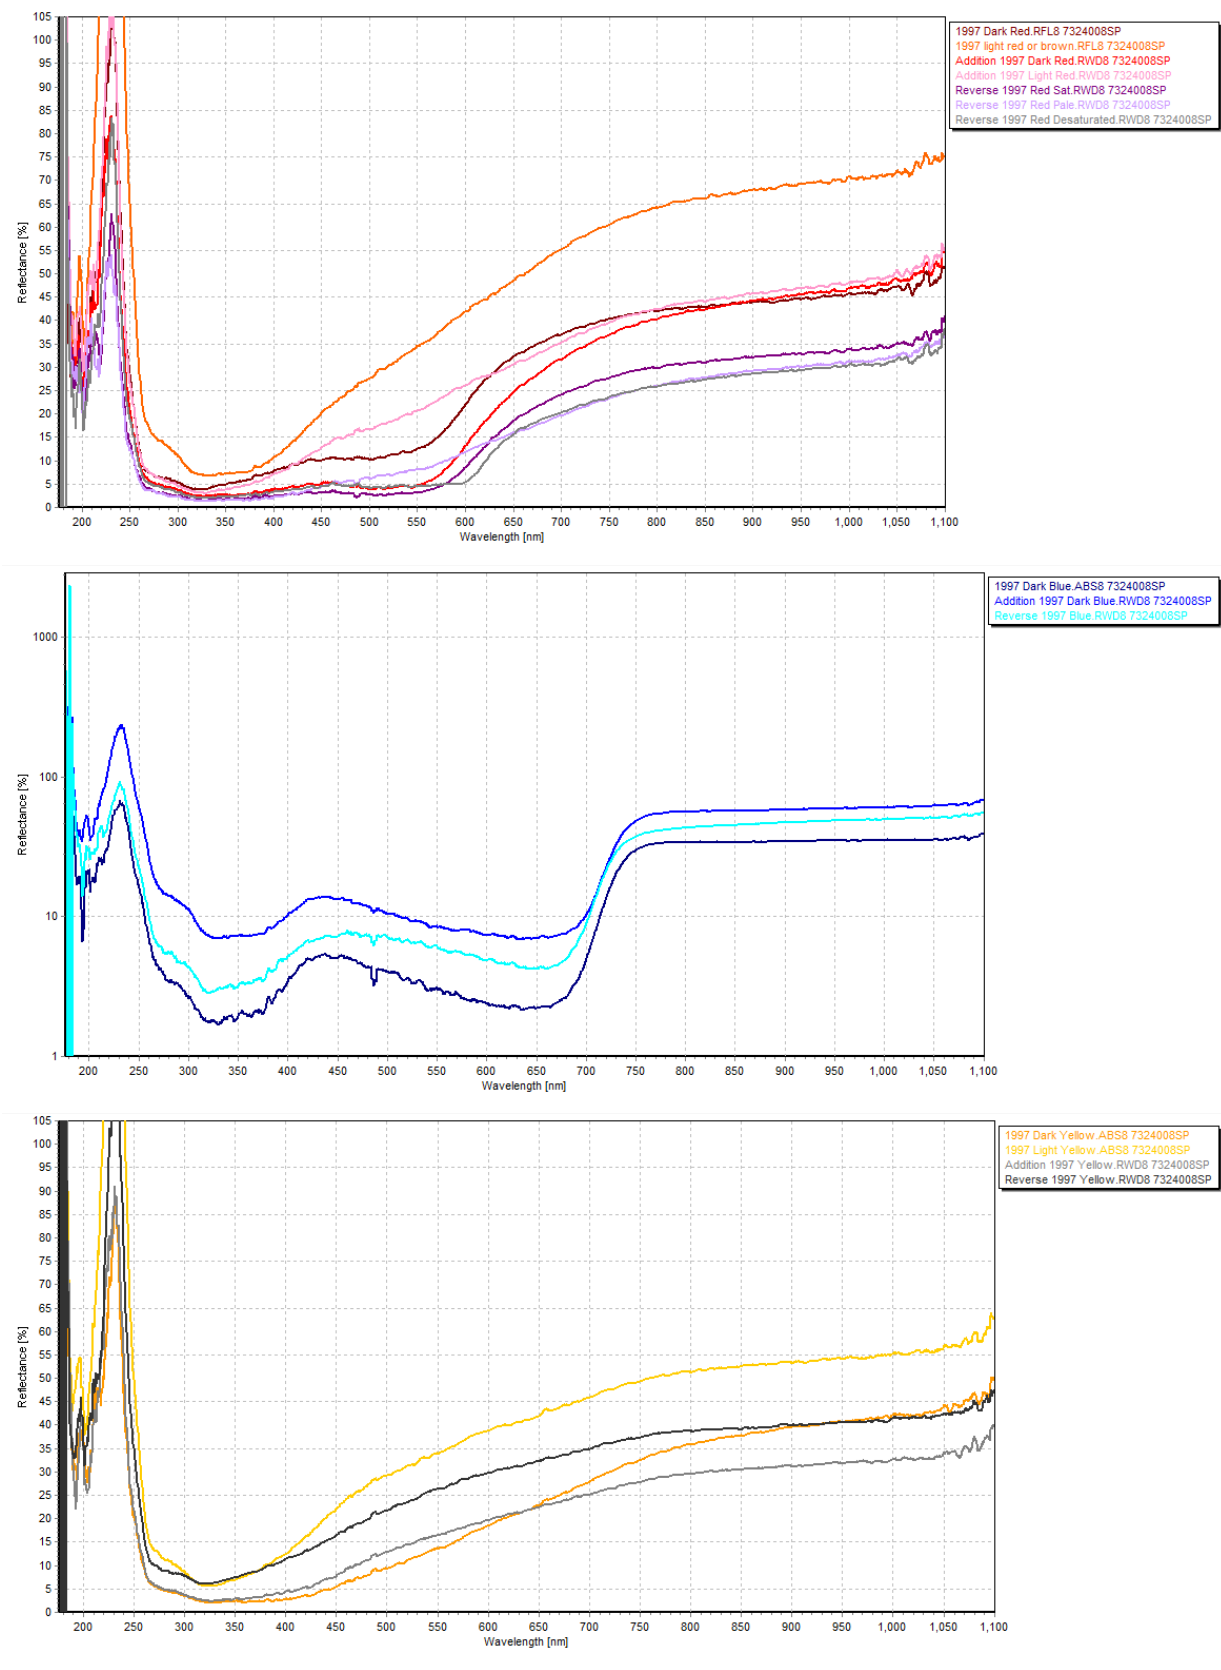 105
100
95
90
85
80
75
70
65
60
55
50
45
40
35
30
25
20
15
10
5
0
Reflectance [%]
200 250 300 350 400 450 500 550 600 650 700 750 800 850 900 950 1,000 1,050 1,100
Wavelength [nm]
1997 Dark Red.RFL8 7324008SP
1997 light red or brown.RFL8 7324008SP
Addition 1997 Dark Red.RWD8 7324008SP
Addition 1997 Light Red.RWD8 7324008SP
Reverse 1997 Red Sat.RWD8 7324008SP
Reverse 1997 Red Pale.RWD8 7324008SP
Reverse 1997 Red Desaturated.RWD8 7324008SP
1000
100
10
1
Reflectance [%]
200 250 300 350 400 450 500 550 600 650 700 750 800 850 900 950 1,000 1,050 1,100
Wavelength [nm]
1997 Dark Blue.ABS8 7324008SP
Addition 1997 Dark Blue.RWD8 7324008SP
Reverse 1997 Blue.RWD8 7324008SP
105
100
95
90
85
80
75
70
65
60
55
50
45
40
35
30
25
20
15
10
5
0
Reflectance [%]
200 250 300 350 400 450 500 550 600 650 700 750 800 850 900 950 1,000 1,050 1,100
Wavelength [nm]
1997 Dark Yellow.ABS8 7324008SP
1997 Light Yellow.ABS8 7324008SP
Addition 1997 Yellow.RWD8 7324008SP
Reverse 1997 Yellow.RWD8 7324008SP